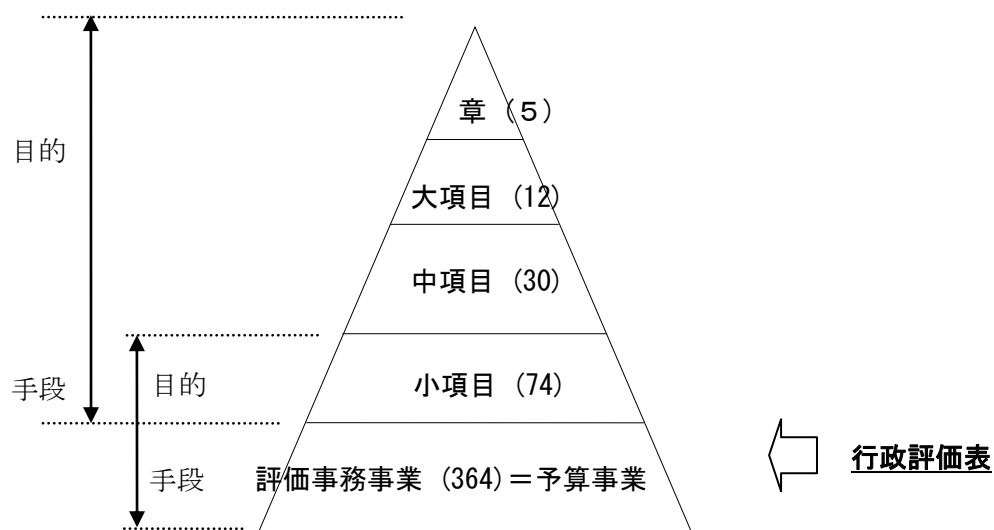 章 (５)
目的
大項目 (12)
中項目 (30)
手段
目的
小項目 (74)
手段
評価事務事業 (364)＝予算事業
行政評価表